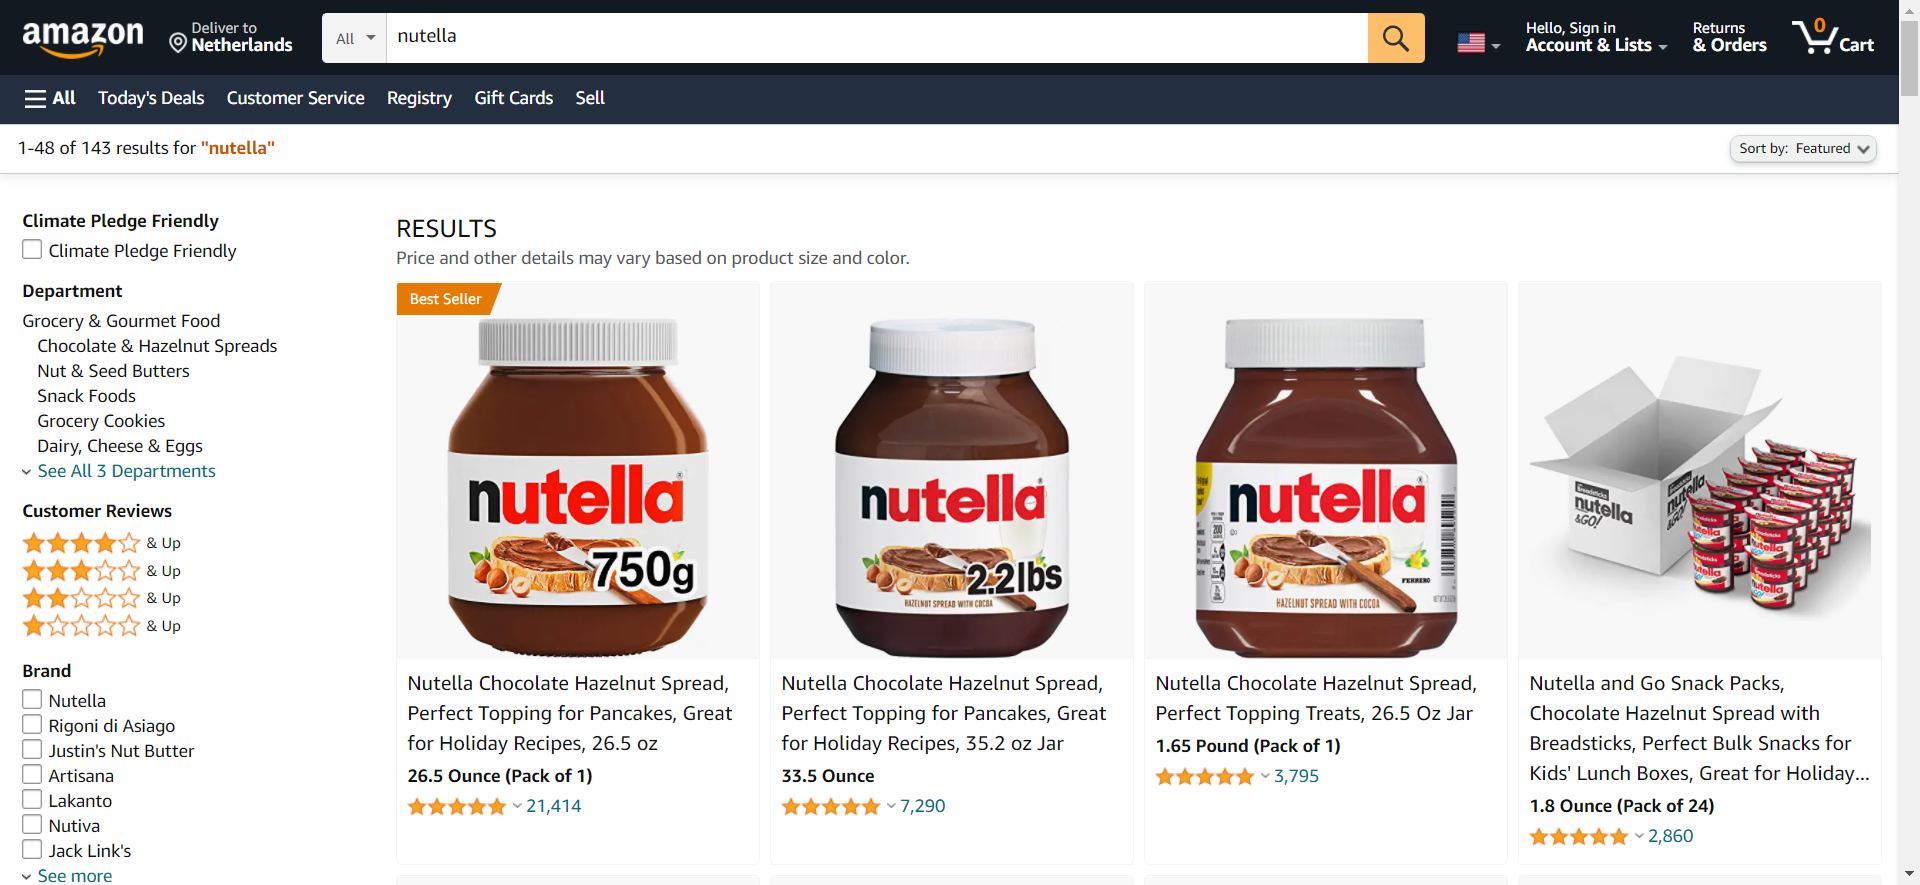 amazon
Deliver to
Netherlands
All
nutella
Hello, Sign in
Account & Lists
Returns
& Orders
0
Cart
All
Today's Deals
Customer Service
Registry
Gift Cards
Sell
1-48 of 143 results for "nutella"
Sort by: Featured
Climate Pledge Friendly
Climate Pledge Friendly
Department
Grocery & Gourmet Food
Chocolate & Hazelnut Spreads
Nut & Seed Butters
Snack Foods
Grocery Cookies
Dairy, Cheese & Eggs
See All 3 Departments
Customer Reviews
& Up
& Up
& Up
& Up
Brand
Nutella
Rigoni di Asiago
Justin's Nut Butter
Artisana
Lakanto
Nutiva
Jack Link's
See more
RESULTS
Price and other details may vary based on product size and color.
Best Seller
nutella
750g
Nutella Chocolate Hazelnut Spread,
Perfect Topping for Pancakes, Great
for Holiday Recipes, 26.5 oz
26.5 Ounce (Pack of 1)
21,414
nutella
2.2lbs
HAZELNUT SPREAD WITH COCOA
Nutella Chocolate Hazelnut Spread,
Perfect Topping for Pancakes, Great
for Holiday Recipes, 35.2 oz Jar
33.5 Ounce
7,290
nutella
200
FERRERO
HAZELNUT SPREAD WITH COCOA
Nutella Chocolate Hazelnut Spread,
Perfect Topping Treats, 26.5 Oz Jar
1.65 Pound (Pack of 1)
3,795
Breadsticks
nutella
&GO!
nutella
&GO!
nutella
nutella
nutella
nutella
Nutella and Go Snack Packs,
Chocolate Hazelnut Spread with
Breadsticks, Perfect Bulk Snacks for
Kids' Lunch Boxes, Great for Holiday...
1.8 Ounce (Pack of 24)
2,860